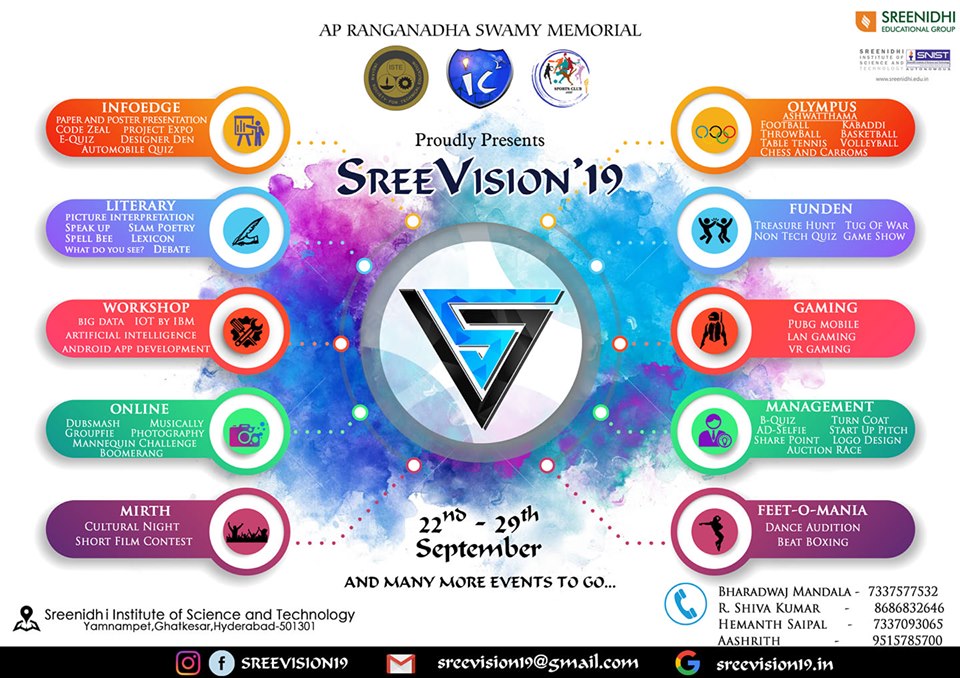 AP RANGANADHA SWAMY MEMORIAL
SREENIDHI
EDUCATIONAL GROUP
SREENIDHI
INSTITUTE OF
SCIENCE AND
TECHNOLOGY
SNIST
AUTONOMOUS
www.sreenidhi.edu.in
ISTE
IC
SPORTS CLUB
Proudly Presents
SREEVISION'19
INFOEDGE
PAPER AND POSTER PRESENTATION
CODE ZEAL PROJECT EXPO
E-QUIZ DESIGNER DEN
AUTOMOBILE QUIZ
LITERARY
PICTURE INTERPRETATION
SPEAK UP SLAM POETRY
SPELL BEE LEXICON
WHAT DO YOU SEE? DEBATE
WORKSHOP
BIG DATA IOT BY IBM
ARTIFICIAL INTELLIGENCE
ANDROID APP DEVELOPMENT
ONLINE
DUBSMASH MUSICALLY
GROUPFIE PHOTOGRAPHY
MANNEQUIN CHALLENGE
BOOMERANG
MIRTH
CULTURAL NIGHT
SHORT FILM CONTEST
OLYMPUS
ASHWATTHAMA
FOOTBALL KABADDI
THROWBALL BASKETBALL
TABLE TENNIS VOLLEYBALL
CHESS AND CARROMS
FUNDEN
TREASURE HUNT TUG OF WAR
NON TECH QUIZ GAME SHOW
GAMING
PUBG MOBILE
LAN GAMING
VR GAMING
MANAGEMENT
B-QUIZ TURN COAT
AD-SELFIE START UP PITCH
SHARE POINT LOGO DESIGN
AUCTION RACE
FEET-O-MANIA
DANCE AUDITION
BEAT BOXING
22nd - 29th
September
AND MANY MORE EVENTS TO GO...
Sreenidhi Institute of Science and Technology
Yamnampet,Ghatkesar,Hyderabad-501301
BHARADWAJ MANDALA - 7337577532
R. SHIVA KUMAR - 8686832646
HEMANTH SAIPAL - 7337093065
AASHRITH - 9515785700
SREEVISION19
sreevision19@gmail.com
sreevision19.in